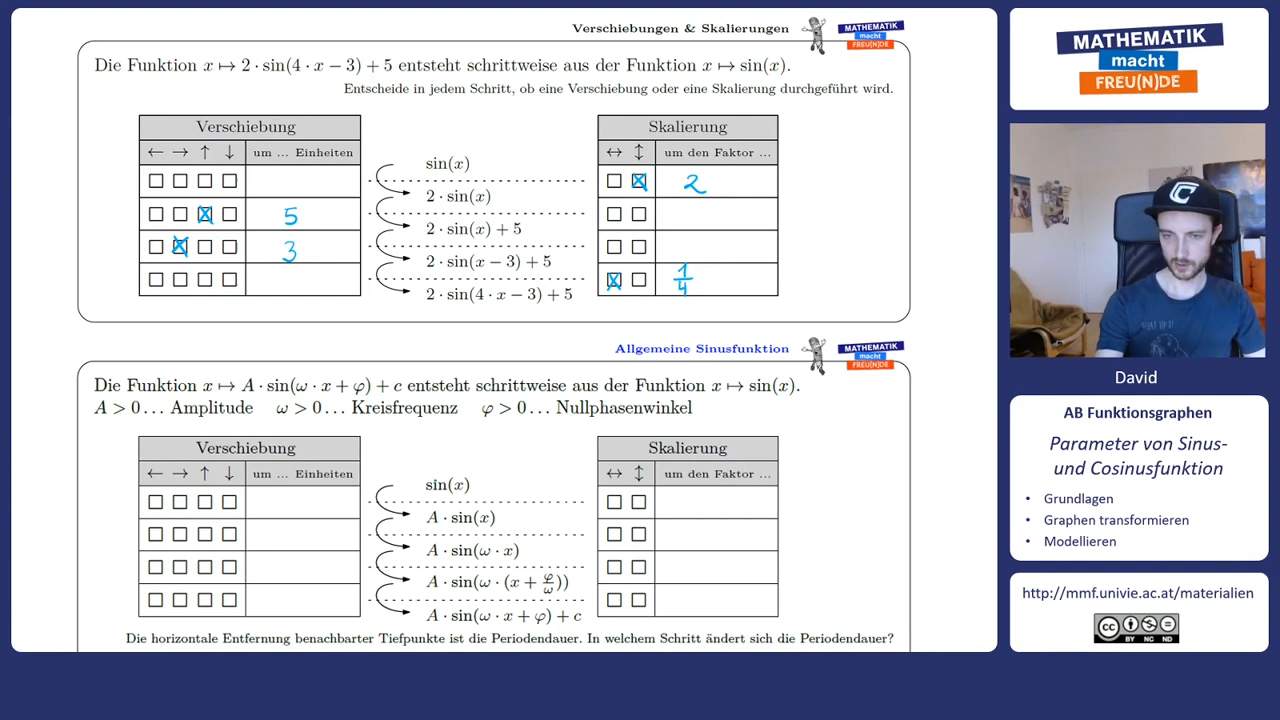 Verschiebungen & Skalierungen
MATHEMATIK
macht
FREU(N)DE
Die Funktion x ↦ 2 · sin(4 · x − 3) + 5 entsteht schrittweise aus der Funktion x ↦ sin(x).
Entscheide in jedem Schritt, ob eine Verschiebung oder eine Skalierung durchgeführt wird.
Verschiebung
← → ↑ ↓ um ... Einheiten
5
3
sin(x)
2 · sin(x)
2 · sin(x) + 5
2 · sin(x − 3) + 5
2 · sin(4 · x − 3) + 5
Skalierung
↔ ↕ um den Faktor ...
2
1/4
Allgemeine Sinusfunktion
MATHEMATIK
macht
FREU(N)DE
Die Funktion x ↦ A · sin(ω · x + φ) + c entsteht schrittweise aus der Funktion x ↦ sin(x).
A > 0 ... Amplitude ω > 0 ... Kreisfrequenz φ > 0 ... Nullphasenwinkel
Verschiebung
← → ↑ ↓ um ... Einheiten
sin(x)
A · sin(x)
A · sin(ω · x)
A · sin(ω · (x + φ/ω))
A · sin(ω · x + φ) + c
Skalierung
↔ ↕ um den Faktor ...
Die horizontale Entfernung benachbarter Tiefpunkte ist die Periodendauer. In welchem Schritt ändert sich die Periodendauer?
MATHEMATIK
macht
FREU(N)DE
C
David
AB Funktionsgraphen
Parameter von Sinus-
und Cosinusfunktion
• Grundlagen
• Graphen transformieren
• Modellieren
http://mmf.univie.ac.at/materialien
CC
BY NC ND